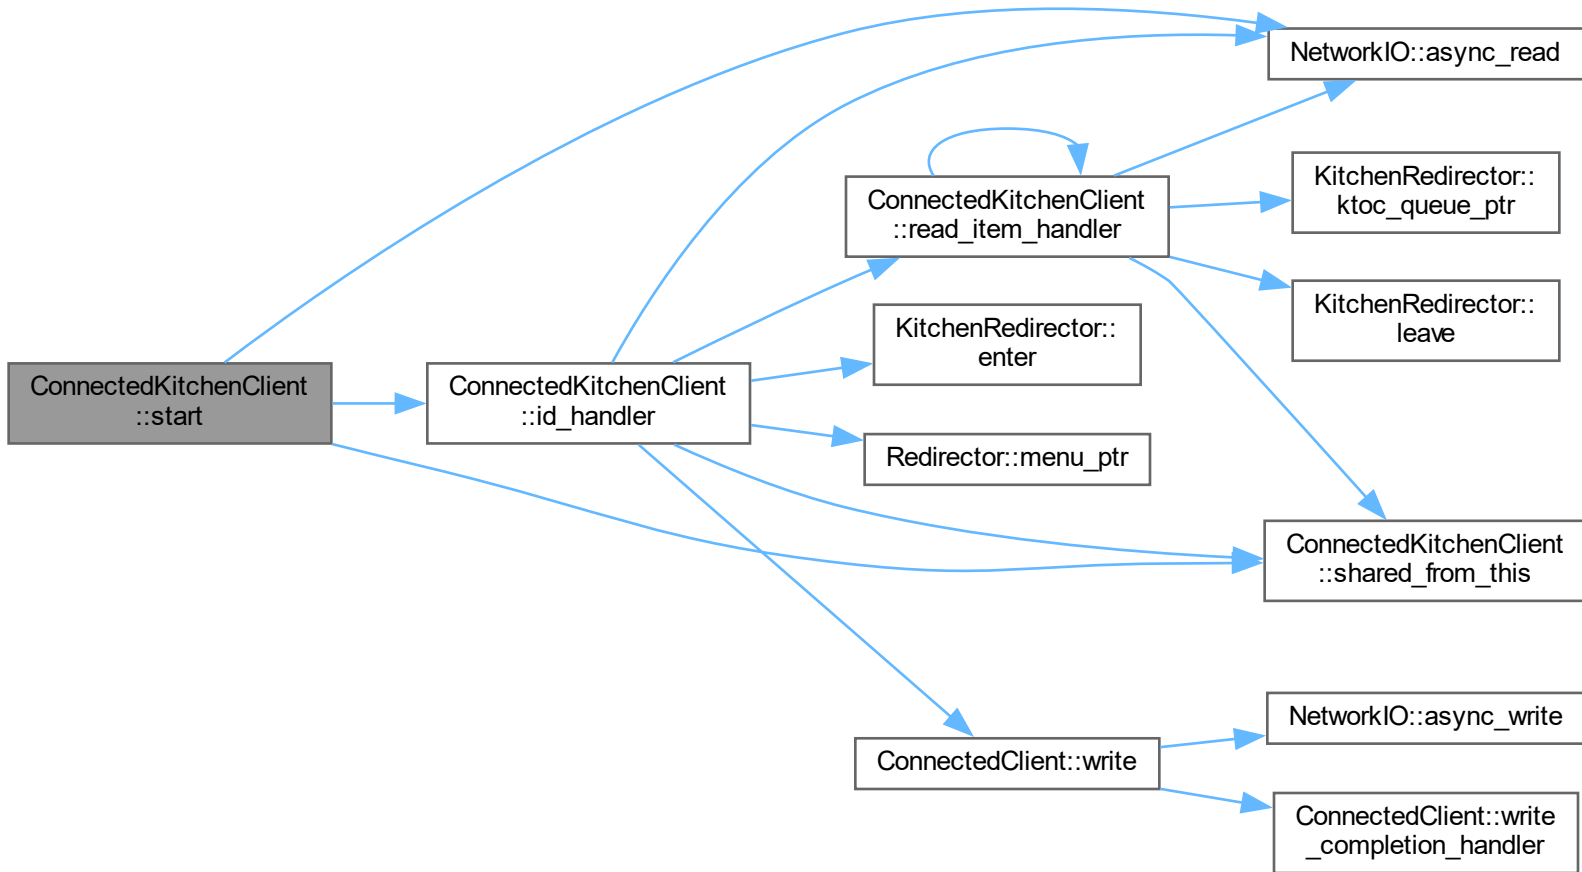 ConnectedKitchenClient
::start
ConnectedKitchenClient
::id_handler
ConnectedKitchenClient
::read_item_handler
KitchenRedirector::
enter
Redirector::menu_ptr
ConnectedClient::write
NetworkIO::async_read
KitchenRedirector::
ktoc_queue_ptr
KitchenRedirector::
leave
ConnectedKitchenClient
::shared_from_this
NetworkIO::async_write
ConnectedClient::write
_completion_handler